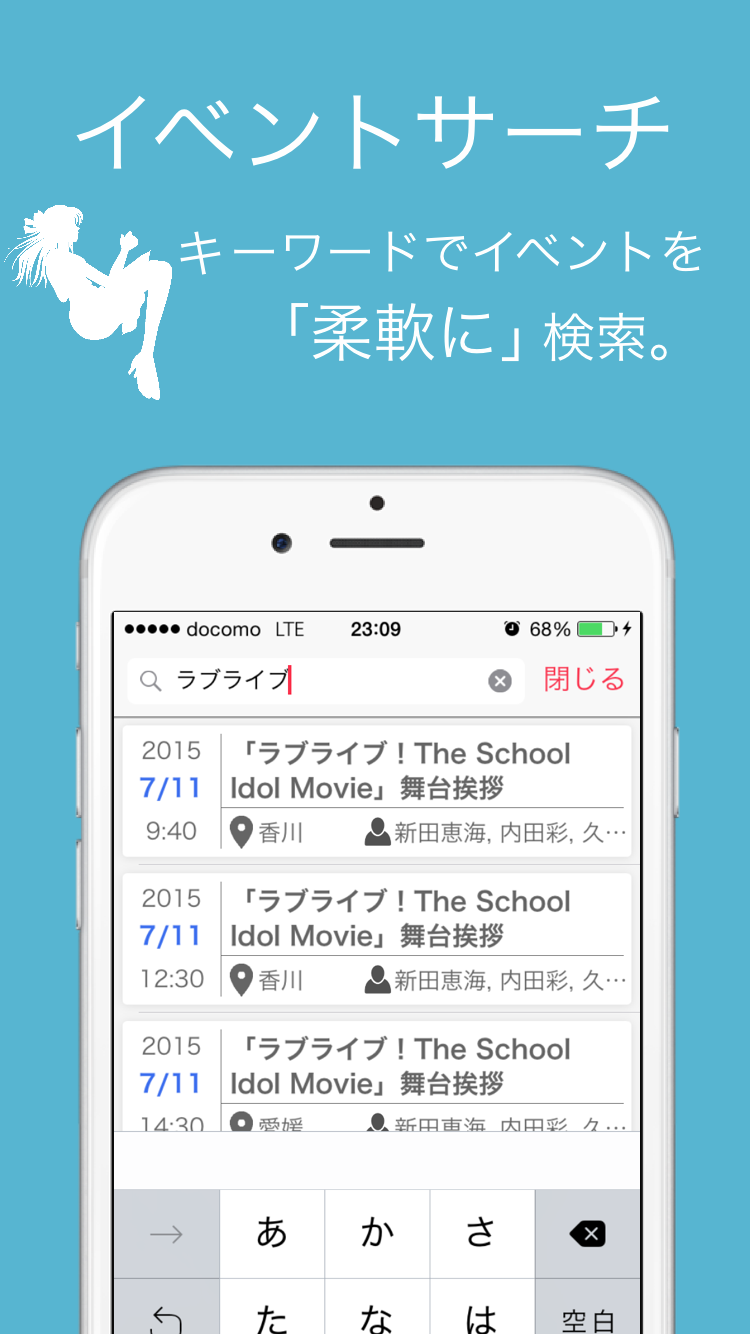 イベントサーチ
キーワードでイベントを
「柔軟に」検索。
docomo LTE 23:09 68%
ラブライブ 閉じる
2015
7/11
9:40
「ラブライブ!The School
Idol Movie」舞台挨拶
香川 新田恵海, 内田彩, 久…
2015
7/11
12:30
「ラブライブ!The School
Idol Movie」舞台挨拶
香川 新田恵海, 内田彩, 久…
2015
7/11
14:30
「ラブライブ!The School
Idol Movie」舞台挨拶
愛媛 新田恵海, 内田彩, 久…
→ あ か さ
た な は 空白